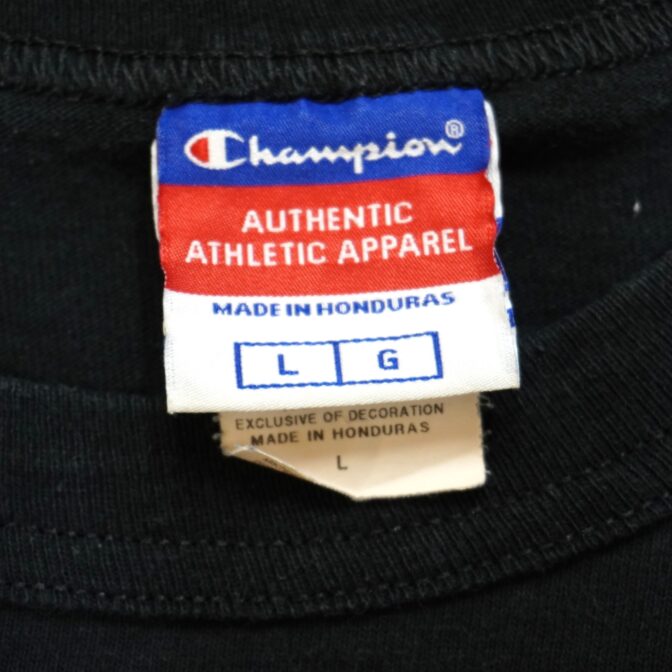 Champion®
AUTHENTIC
ATHLETIC APPAREL
MADE IN HONDURAS
L G
EXCLUSIVE OF DECORATION
MADE IN HONDURAS
L